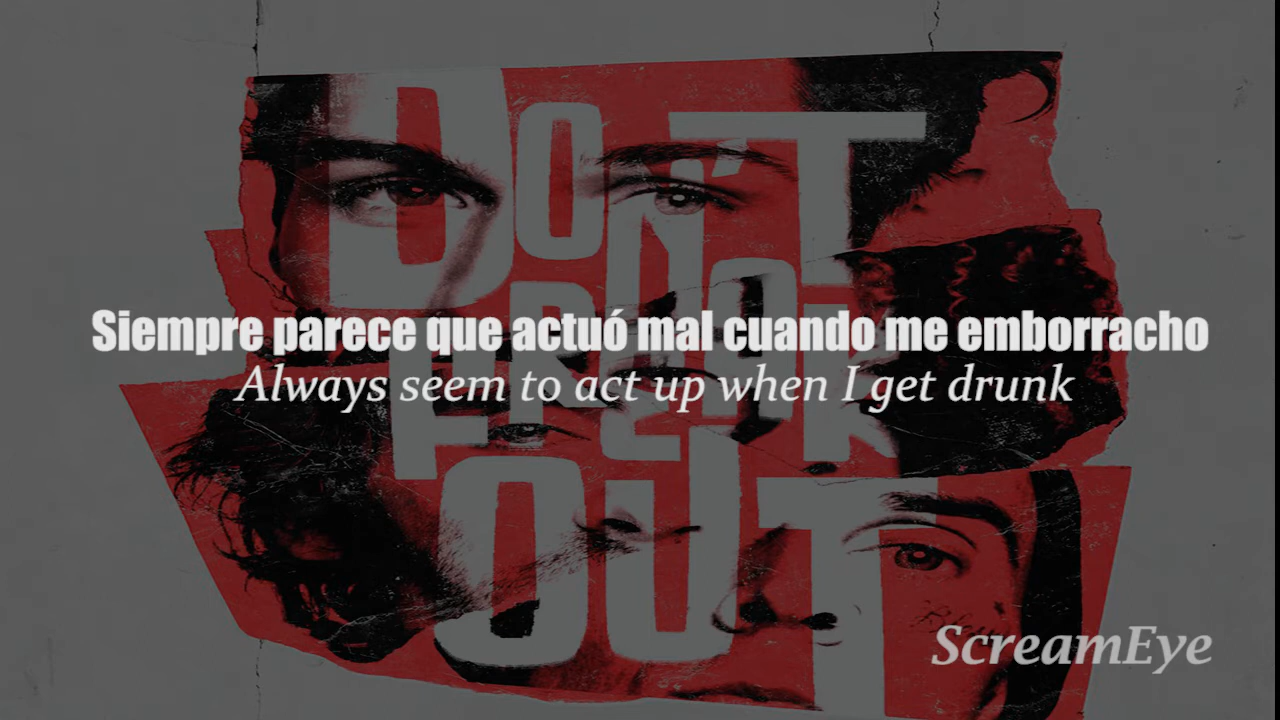 DON'T
FREAK
OUT
Siempre parece que actuó mal cuando me emborracho
Always seem to act up when I get drunk
ScreamEye